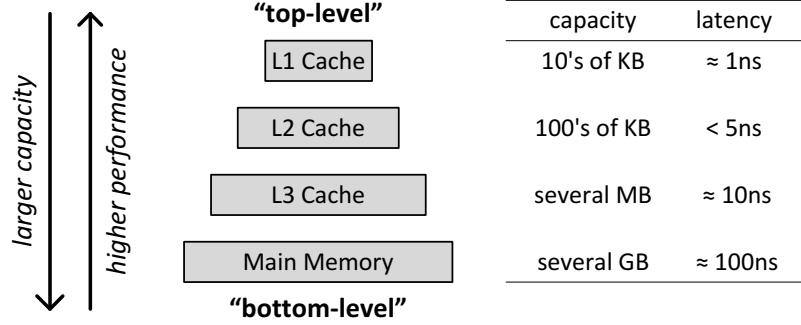 larger capacity
higher performance
“top-level”
L1 Cache
L2 Cache
L3 Cache
Main Memory
“bottom-level”
capacity latency
10's of KB ≈ 1ns
100's of KB < 5ns
several MB ≈ 10ns
several GB ≈ 100ns